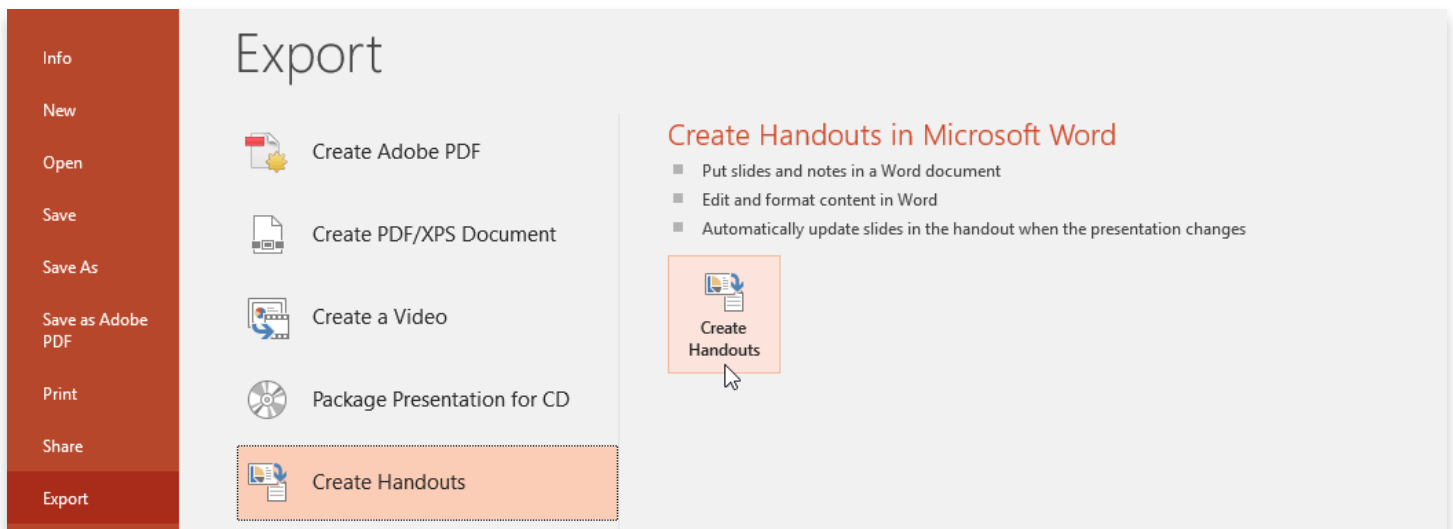 Info
New
Open
Save
Save As
Save as Adobe
PDF
Print
Share
Export
Export
Create Adobe PDF
Create PDF/XPS Document
Create a Video
Package Presentation for CD
Create Handouts
Create Handouts in Microsoft Word
Put slides and notes in a Word document
Edit and format content in Word
Automatically update slides in the handout when the presentation changes
Create
Handouts